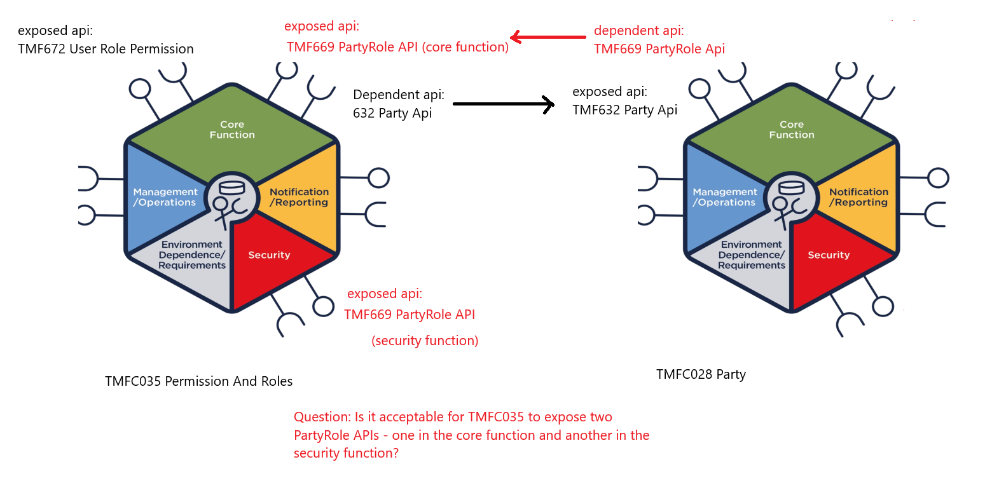 exposed api:
TMF672 User Role Permission
exposed api:
TMF669 PartyRole API (core function)
dependent api:
TMF669 PartyRole Api
Dependent api:
632 Party Api
exposed api:
TMF632 Party Api
Core
Function
Management
/Operations
Notification
/Reporting
Environment
Dependence/
Requirements
Security
Core
Function
Management
/Operations
Notification
/Reporting
Environment
Dependence/
Requirements
Security
exposed api:
TMF669 PartyRole API
(security function)
TMFC035 Permission And Roles
TMFC028 Party
Question: Is it acceptable for TMFC035 to expose two
PartyRole APIs - one in the core function and another in the
security function?